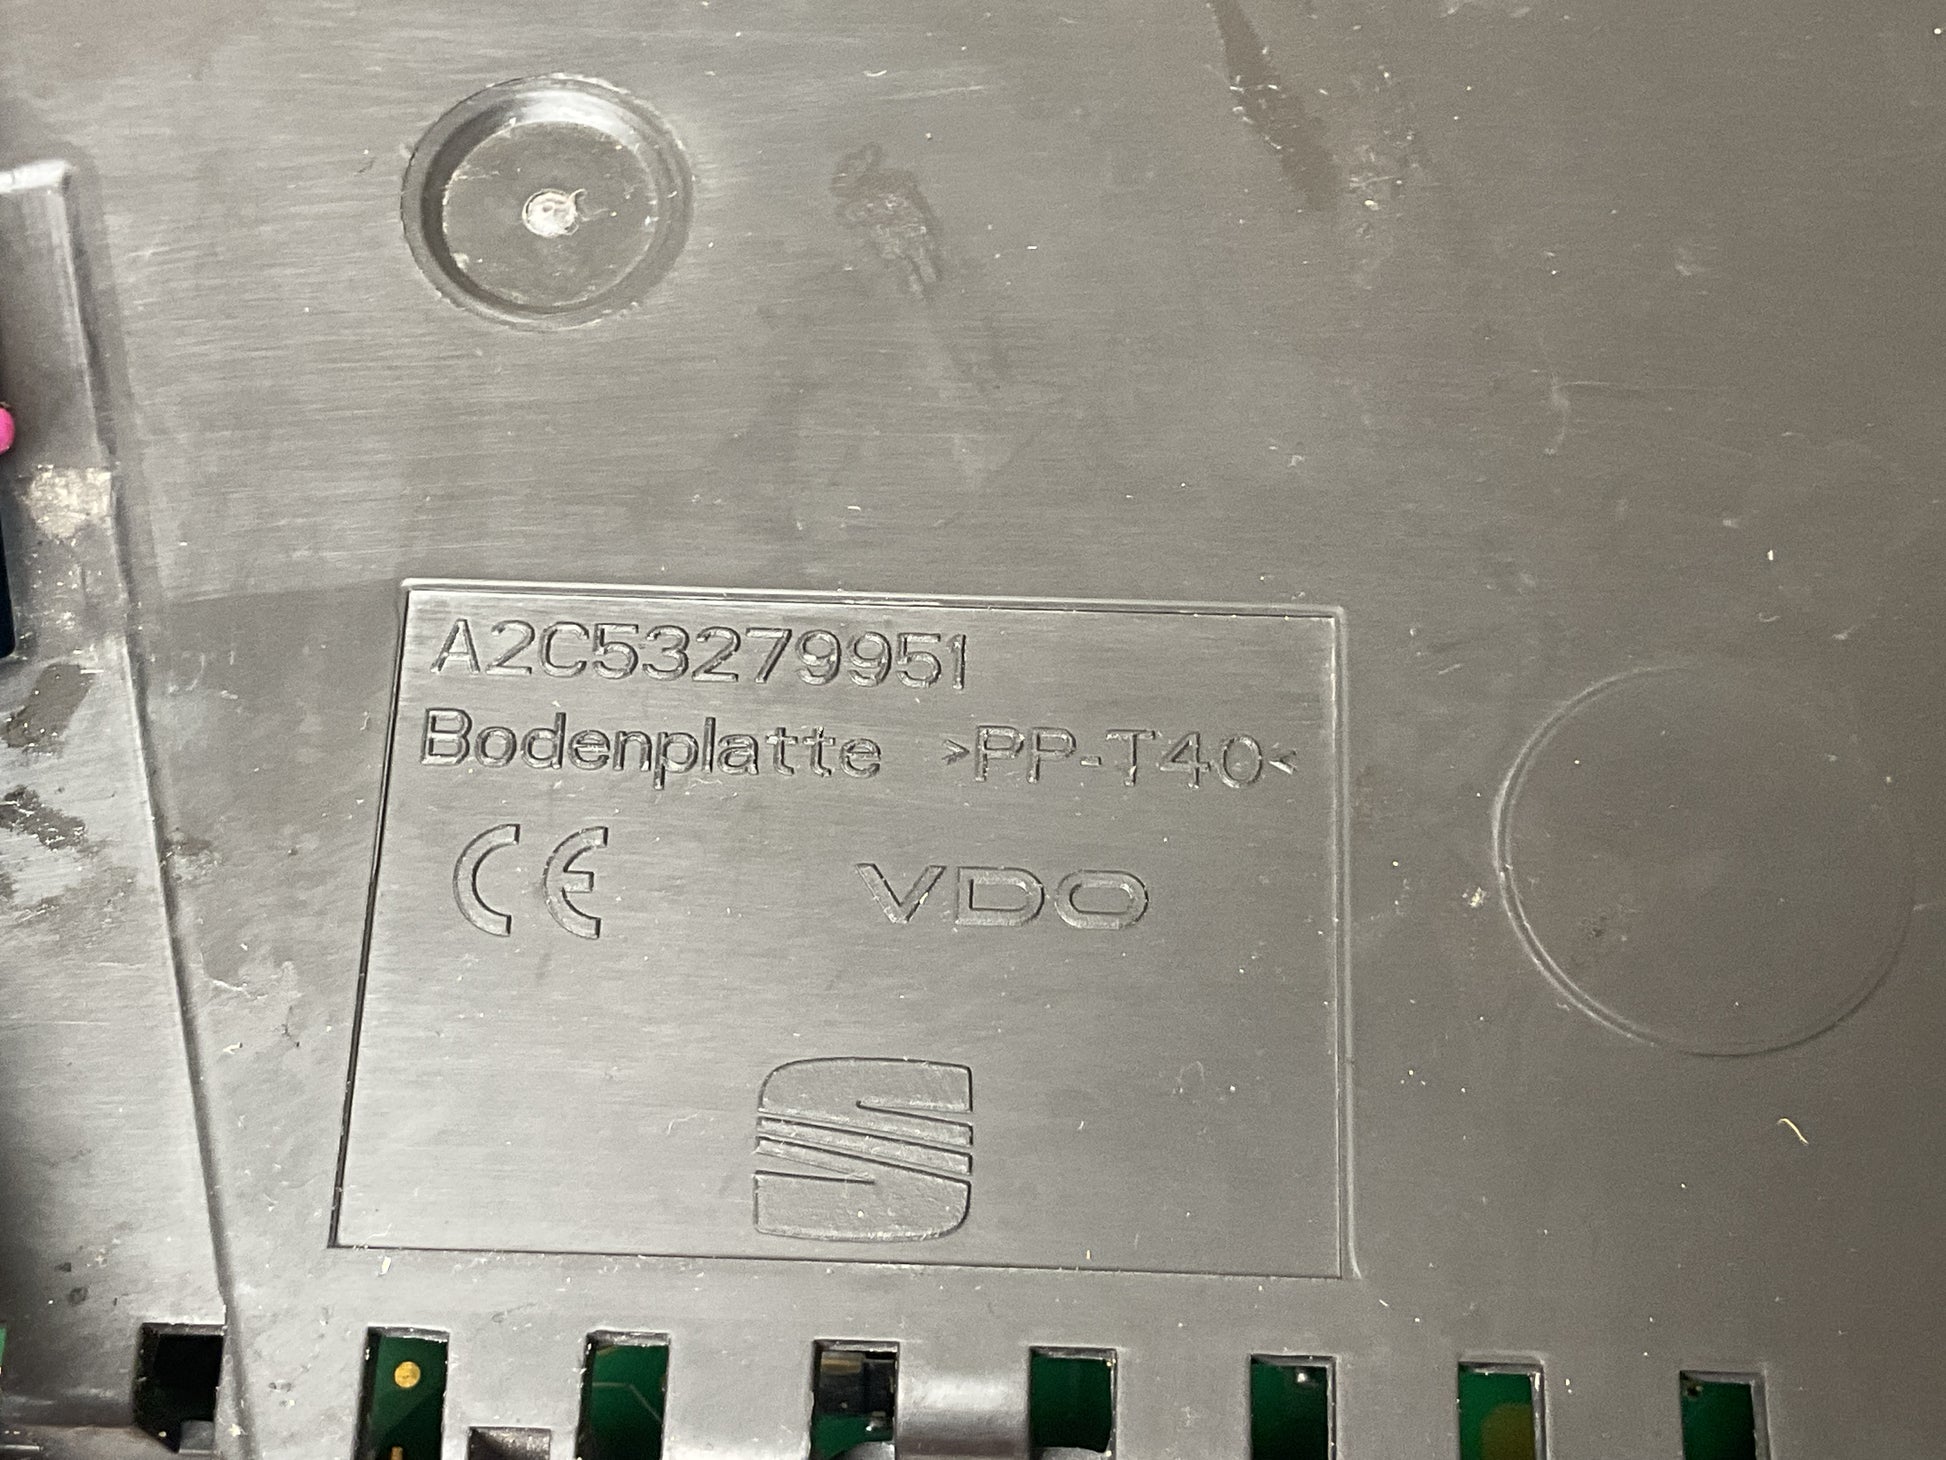 A2C53279951
Bodenplatte >PP-T40<
CE VDO